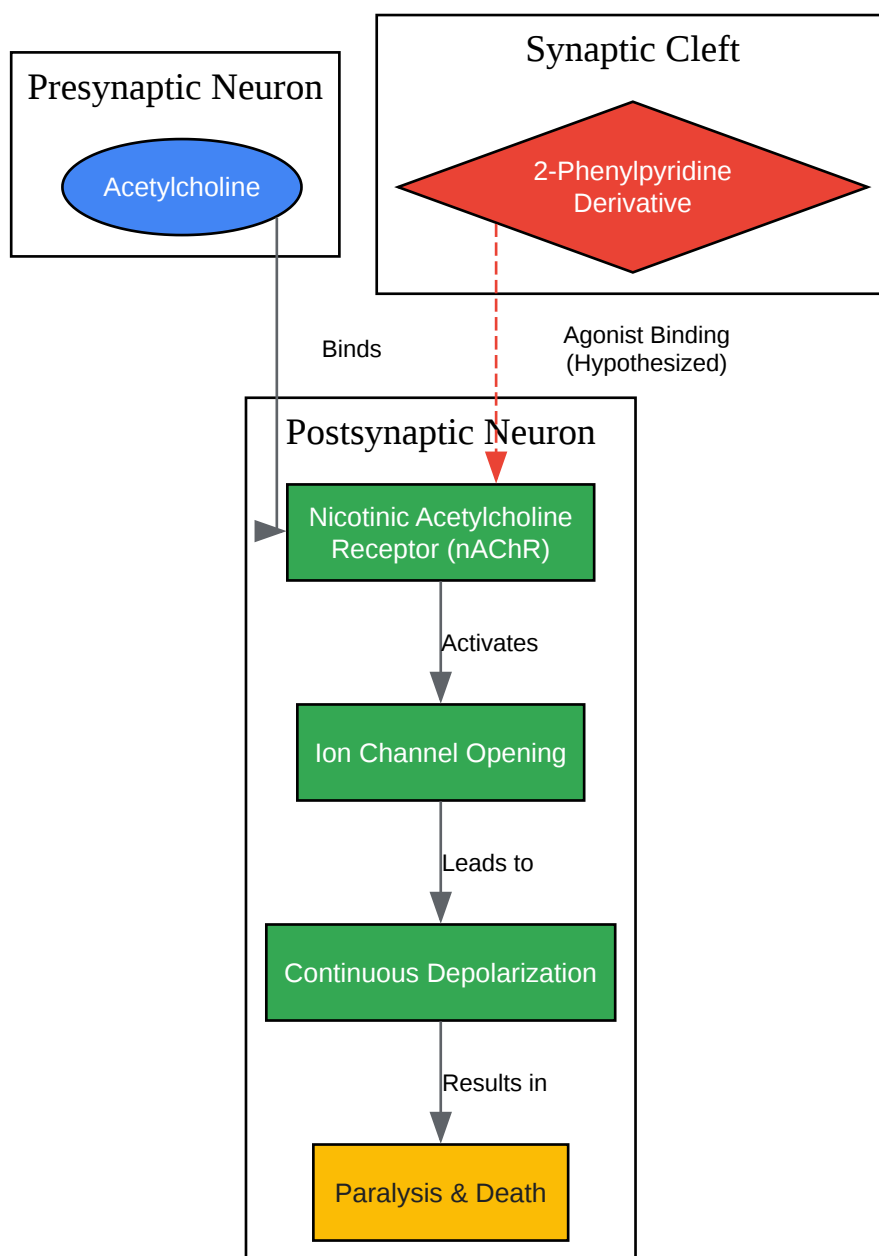 Presynaptic Neuron
Acetylcholine
Synaptic Cleft
2-Phenylpyridine
Derivative
Binds
Agonist Binding
(Hypothesized)
Postsynaptic Neuron
Nicotinic Acetylcholine
Receptor (nAChR)
Activates
Ion Channel Opening
Leads to
Continuous Depolarization
Results in
Paralysis & Death